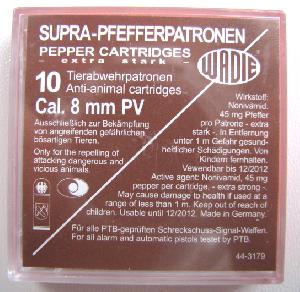 SUPRA-PFEFFERPATRONEN
PEPPER CARTRIDGES
- extra stark -
WADIE
10 Tierabwehrpatronen
Anti-animal cartridges
Cal. 8 mm PV
Ausschließlich zur Bekämpfung
von angreifenden gefährlichen
bösartigen Tieren.
Only for the repelling of
attacking dangerous and
vicious animals.
Wirkstoff:
Nonivamid,
45 mg Pfeffer
pro Patrone - extra
stark -. In Entfernung
unter 1 m Gefahr gesund-
heitlicher Schädigungen. Von
Kindern fernhalten.
Vewendbar bis 12/2012
Active agent: Nonivamid, 45 mg
pepper per cartridge, - extra strong -.
May cause damage to health if used at a
range of less than 1 m. Keep out of reach of
children. Usable until 12/2012. Made in Germany.
Für alle PTB-geprüften Schreckschuss-Signal-Waffen.
For all alarm and automatic pistols tested by PTB.
44-3179